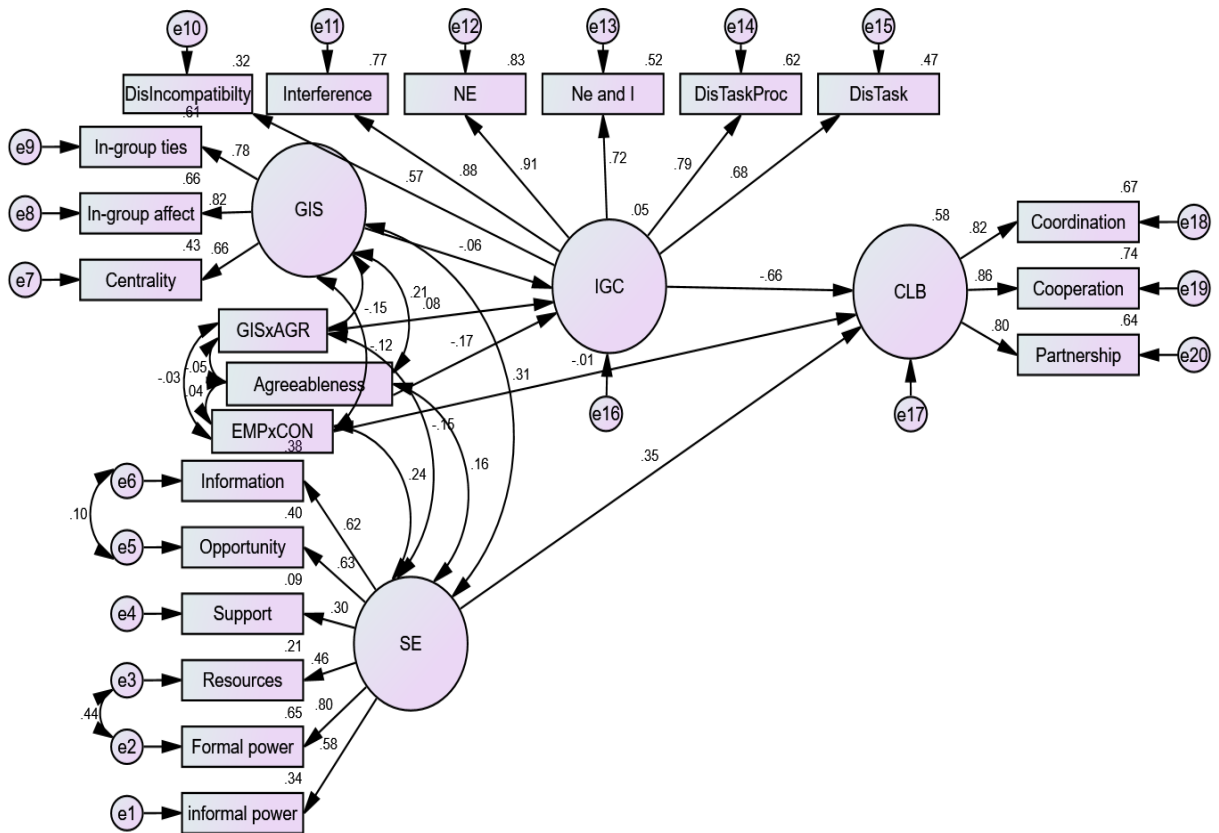 e10
e11
e12
e13
e14
e15
.32
.77
.83
.52
.62
.47
DisIncompatibilty
Interference
NE
Ne and I
DisTaskProc
DisTask
.61
e9
In-group ties
.78
.66
e8
In-group affect
.82
.43
.66
e7
Centrality
GIS
.57
.88
.91
.72
.79
.68
.05
IGC
-.06
-.66
.58
CLB
.82
.86
.80
.67
Coordination
e18
.74
Cooperation
e19
.64
Partnership
e20
e16
e17
GISxAGR
Agreeableness
EMPxCON
-.15
.21
.08
-.12
-.17
-.01
.31
-.03
-.05
.04
-.15
.24
.16
.35
.38
e6
Information
.62
.10
.40
e5
Opportunity
.63
.09
e4
Support
.30
SE
.21
e3
Resources
.46
.44
.65
e2
Formal power
.80
.34
e1
informal power
.58